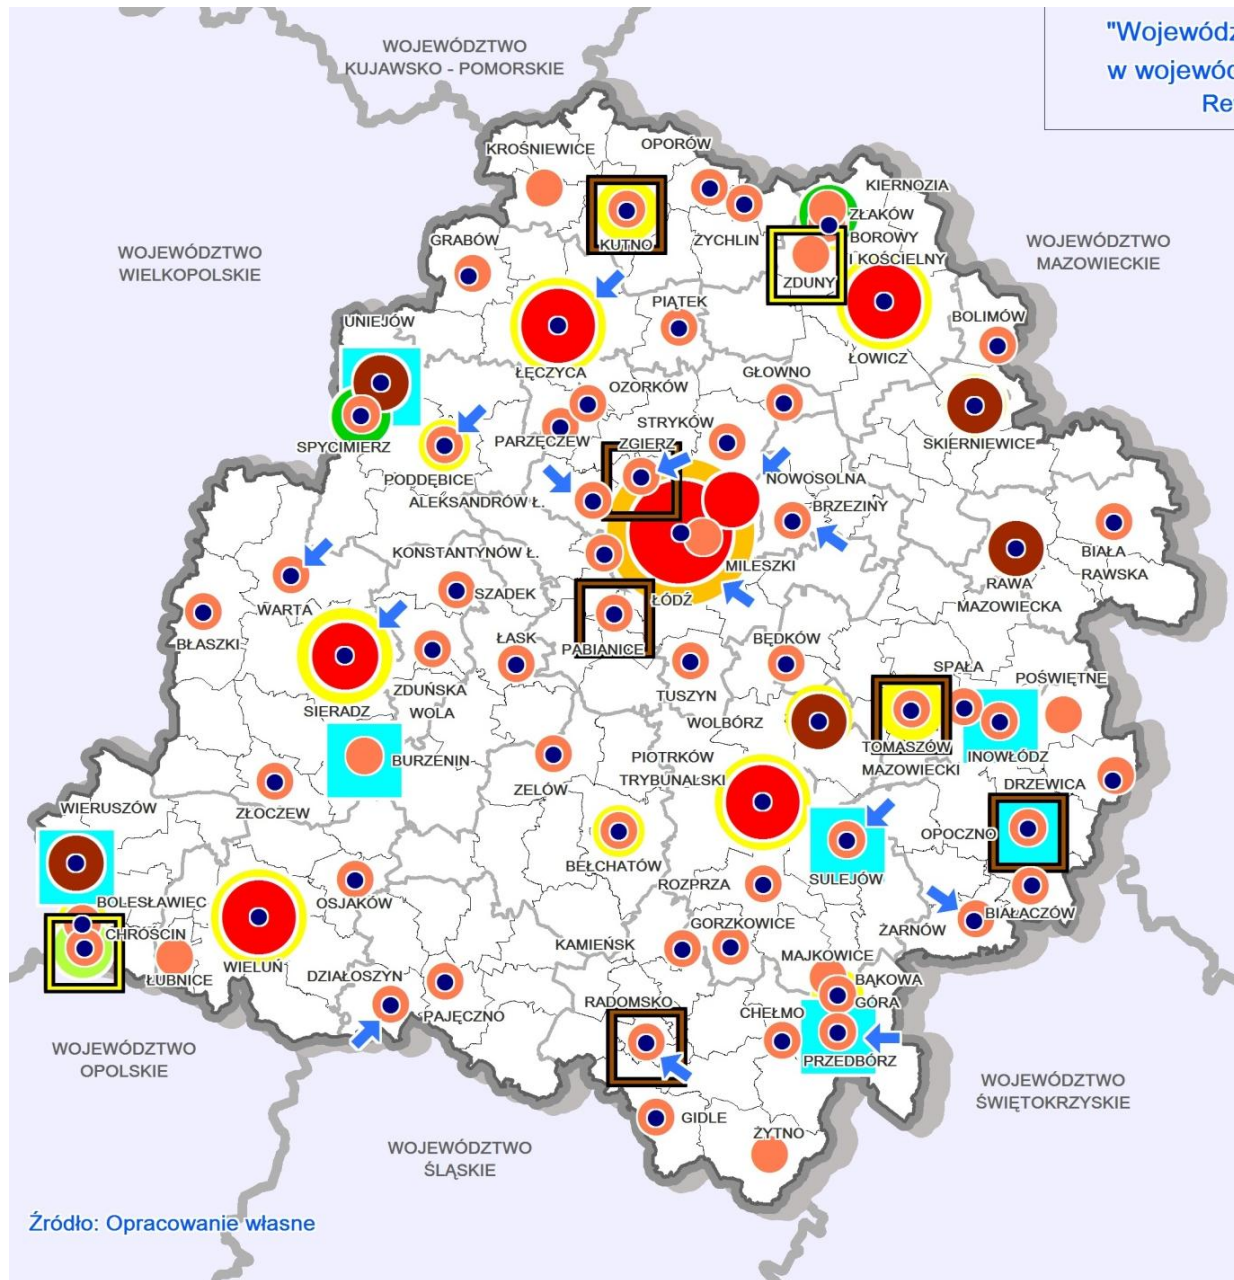 "Wojewódz
w wojewód
Re
WOJEWÓDZTWO
KUJAWSKO - POMORSKIE
WOJEWÓDZTWO
WIELKOPOLSKIE
WOJEWÓDZTWO
MAZOWIECKIE
KROŚNIEWICE
OPORÓW
KIERNOZIA
ZŁAKÓW
BOROWY
I KOŚCIELNY
KUTNO
ŻYCHLIN
GRABÓW
ZDUNY
PIĄTEK
BOLIMÓW
UNIEJÓW
ŁOWICZ
ŁĘCZYCA
OZORKÓW
GŁOWNO
STRYKÓW
SPYCIMIERZ
PARZĘCZEW
ZGIERZ
SKIERNIEWICE
PODDĘBICE
ALEKSANDRÓW Ł.
NOWOSOLNA
BRZEZINY
KONSTANTYNÓW Ł.
MILESZKI
BIAŁA
RAWSKA
RAWA
MAZOWIECKA
WARTA
SZADEK
ŁÓDŹ
BŁASZKI
ŁASK
PABIANICE
BĘDKÓW
SPAŁA
POŚWIĘTNE
ZDUŃSKA
WOLA
TUSZYN
SIERADZ
WOLBÓRZ
TOMASZÓW
MAZOWIECKI
INOWŁÓDZ
BURZENIN
PIOTRKÓW
TRYBUNALSKI
DRZEWICA
ZELÓW
WIERUSZÓW
ZŁOCZEW
OPOCZNO
BEŁCHATÓW
SULEJÓW
BOLESŁAWIEC
OSJAKÓW
ROZPRZA
BIAŁACZÓW
CHRÓŚCIN
GORZKOWICE
ŻARNÓW
KAMIEŃSK
MAJKOWICE
ŁUBNICE
WIELUŃ
DZIAŁOSZYN
BĄKOWA
GÓRA
PAJĘCZNO
RADOMSKO
CHEŁMO
PRZEDBÓRZ
WOJEWÓDZTWO
OPOLSKIE
WOJEWÓDZTWO
ŚWIĘTOKRZYSKIE
GIDLE
ŻYTNO
WOJEWÓDZTWO
ŚLĄSKIE
Źródło: Opracowanie własne